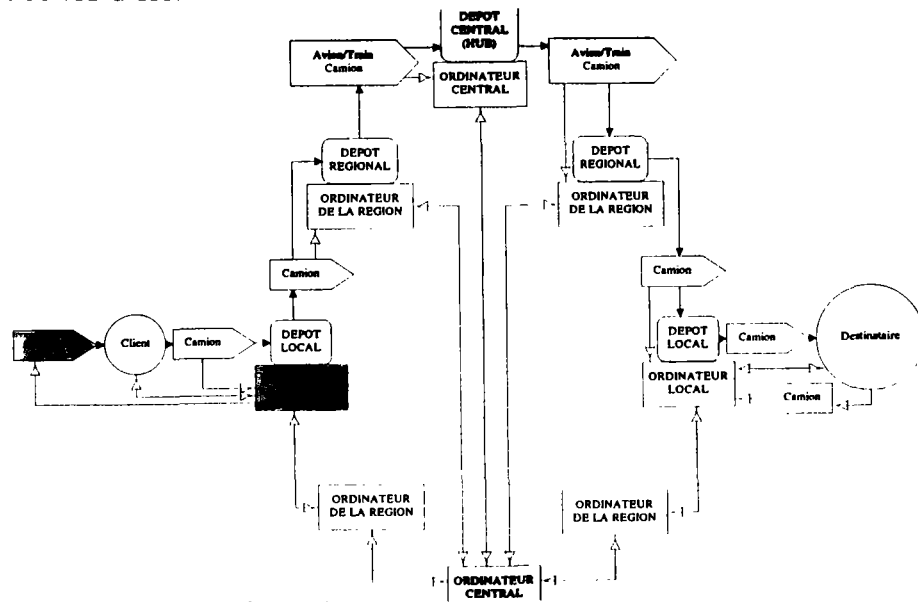 DEPOT
CENTRAL
(HUB)
Avion/Train
Camion
ORDINATEUR
CENTRAL
Avion/Train
Camion
DEPOT
REGIONAL
ORDINATEUR
DE LA REGION
DEPOT
REGIONAL
ORDINATEUR
DE LA REGION
Camion
Camion
Client
Camion
DEPOT
LOCAL
DEPOT
LOCAL
Camion
Destinataire
ORDINATEUR
LOCAL
Camion
ORDINATEUR
DE LA REGION
ORDINATEUR
DE LA REGION
ORDINATEUR
CENTRAL